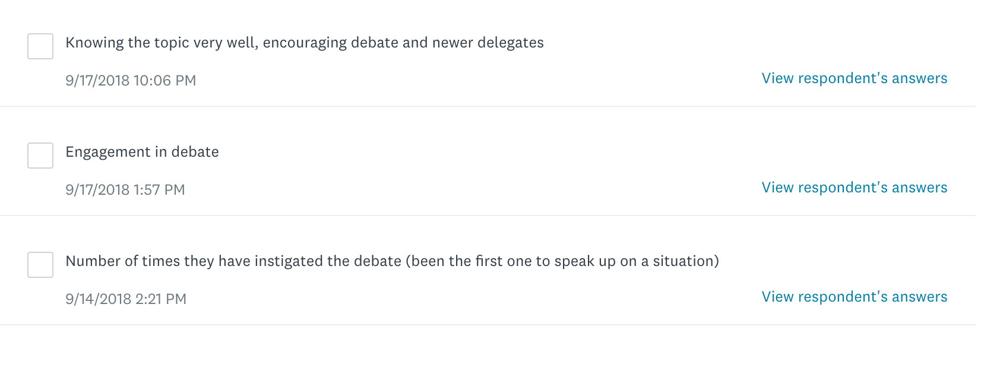 Knowing the topic very well, encouraging debate and newer delegates
9/17/2018 10:06 PM
View respondent's answers
Engagement in debate
9/17/2018 1:57 PM
View respondent's answers
Number of times they have instigated the debate (been the first one to speak up on a situation)
9/14/2018 2:21 PM
View respondent's answers